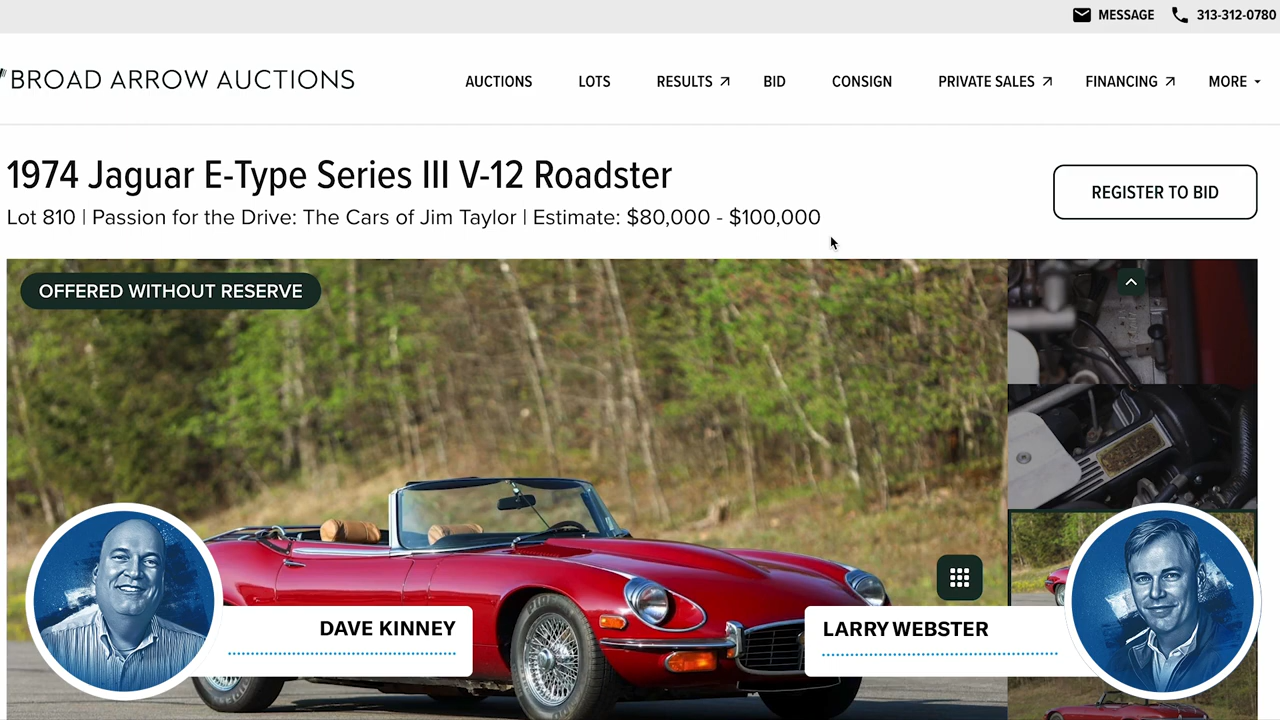 MESSAGE 313-312-0780
BROAD ARROW AUCTIONS
AUCTIONS LOTS RESULTS BID CONSIGN PRIVATE SALES FINANCING MORE
1974 Jaguar E-Type Series III V-12 Roadster
REGISTER TO BID
Lot 810 | Passion for the Drive: The Cars of Jim Taylor | Estimate: $80,000 - $100,000
OFFERED WITHOUT RESERVE
DAVE KINNEY
LARRY WEBSTER